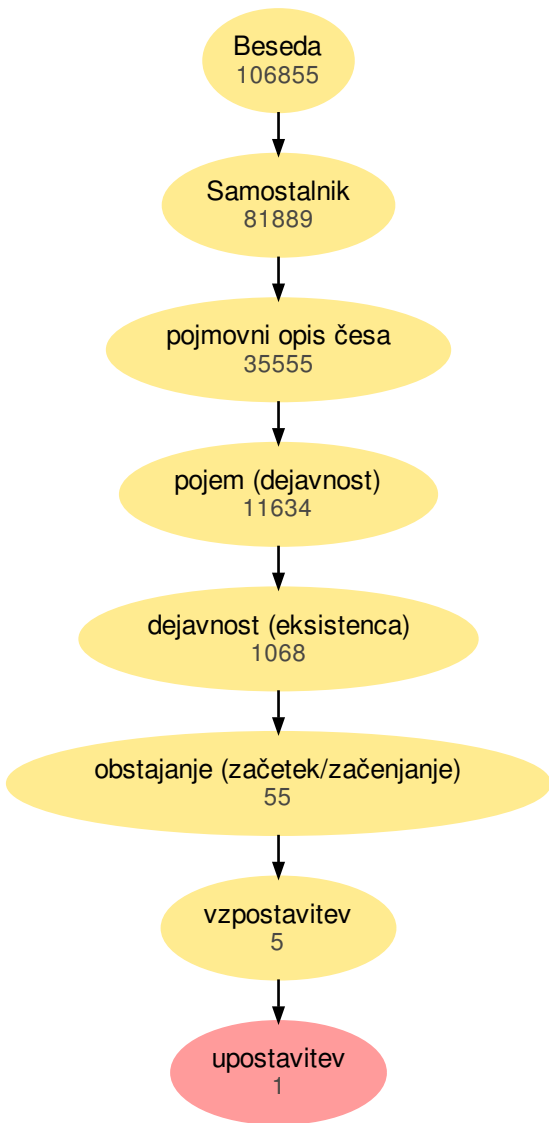 Beseda
106855
Samostalnik
81889
pojmovni opis česa
35555
pojem (dejavnost)
11634
dejavnost (eksistenca)
1068
obstajanje (začetek/začenjanje)
55
vzpostavitev
5
upostavitev
1